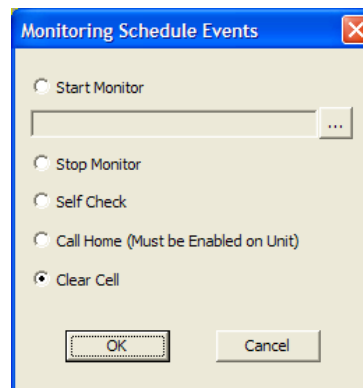 Monitoring Schedule Events
Start Monitor
...
Stop Monitor
Self Check
Call Home (Must be Enabled on Unit)
Clear Cell
OK
Cancel